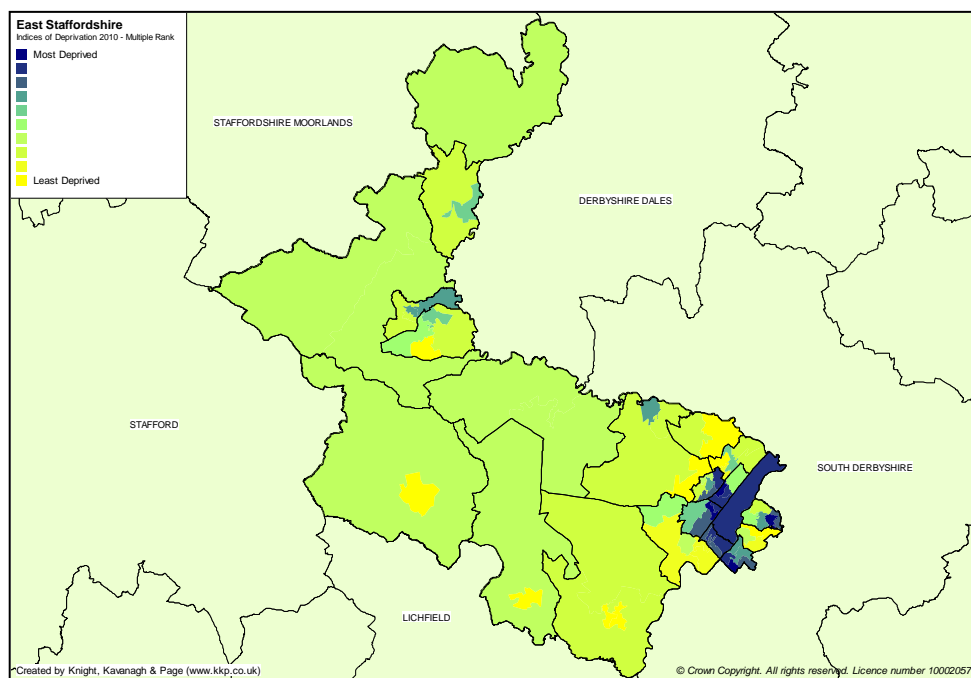 East Staffordshire
Indices of Deprivation 2010 - Multiple Rank
Most Deprived
Least Deprived
STAFFORDSHIRE MOORLANDS
DERBYSHIRE DALES
STAFFORD
SOUTH DERBYSHIRE
LICHFIELD
Created by Knight, Kavanagh & Page (www.kkp.co.uk)
© Crown Copyright. All rights reserved. Licence number 10002057